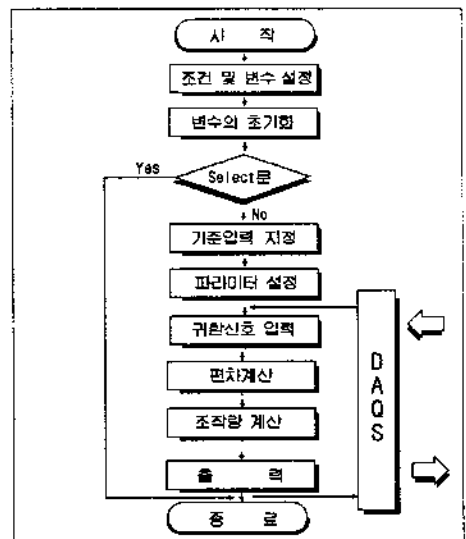 시 작
조건 및 변수 설정
변수의 초기화
Yes
Select문
No
기준입력 지정
파라미터 설정
귀환신호 입력
편차계산
조작량 계산
출 력
종 료
DAQS